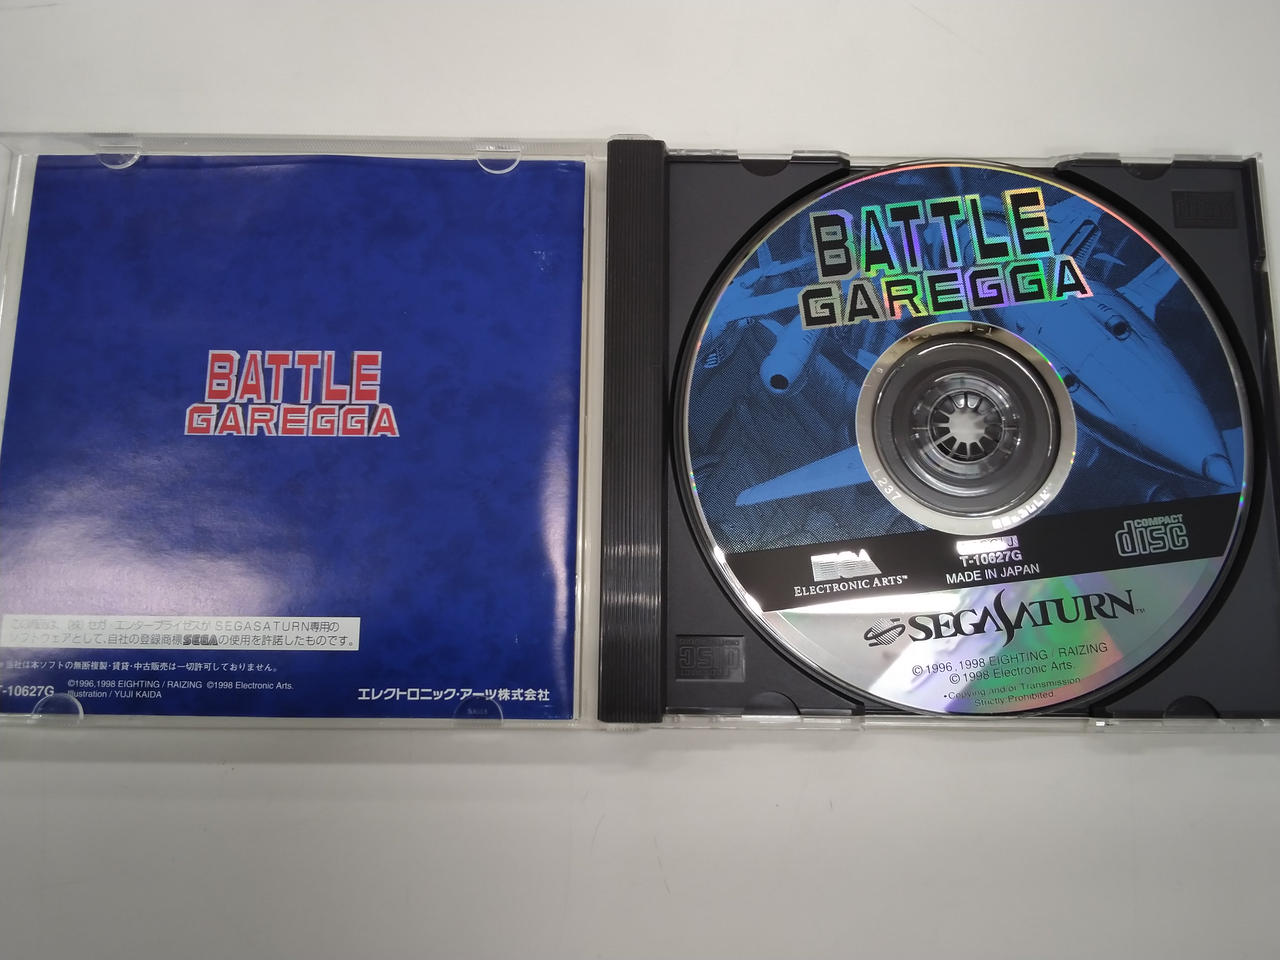 BATTLE
GAREGGA
この商品は、(株)セガ・エンタープライゼスがSEGASATURN専用の
ソフトウェアとして、自社の登録商標SEGAの使用を許諾したものです。
当社は本ソフトの無断複製・賃貸・中古販売は一切許可しておりません。
©1996,1998 EIGHTING / RAIZING ©1998 Electronic Arts.
T-10627G
Illustration / YUJI KAIDA
エレクトロニック・アーツ株式会社
BATTLE
GAREGGA
L237
ELECTRONIC ARTS™
T-10627G
MADE IN JAPAN
COMPACT
disc
SEGASATURN™
©1996,1998 EIGHTING / RAIZING
©1998 Electronic Arts.
•Copying and/or Transmission
Strictly Prohibited.